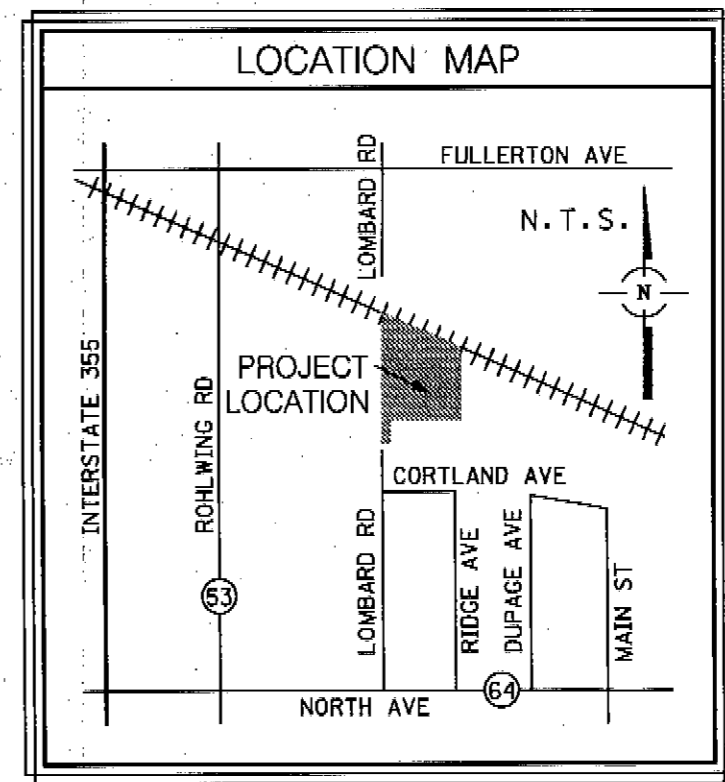 LOCATION MAP
FULLERTON AVE
LOMBARD RD
N.T.S.
N
PROJECT
LOCATION
INTERSTATE 355
ROHLWING RD
53
CORTLAND AVE
LOMBARD RD
RIDGE AVE
DUPAGE AVE
MAIN ST
64
NORTH AVE